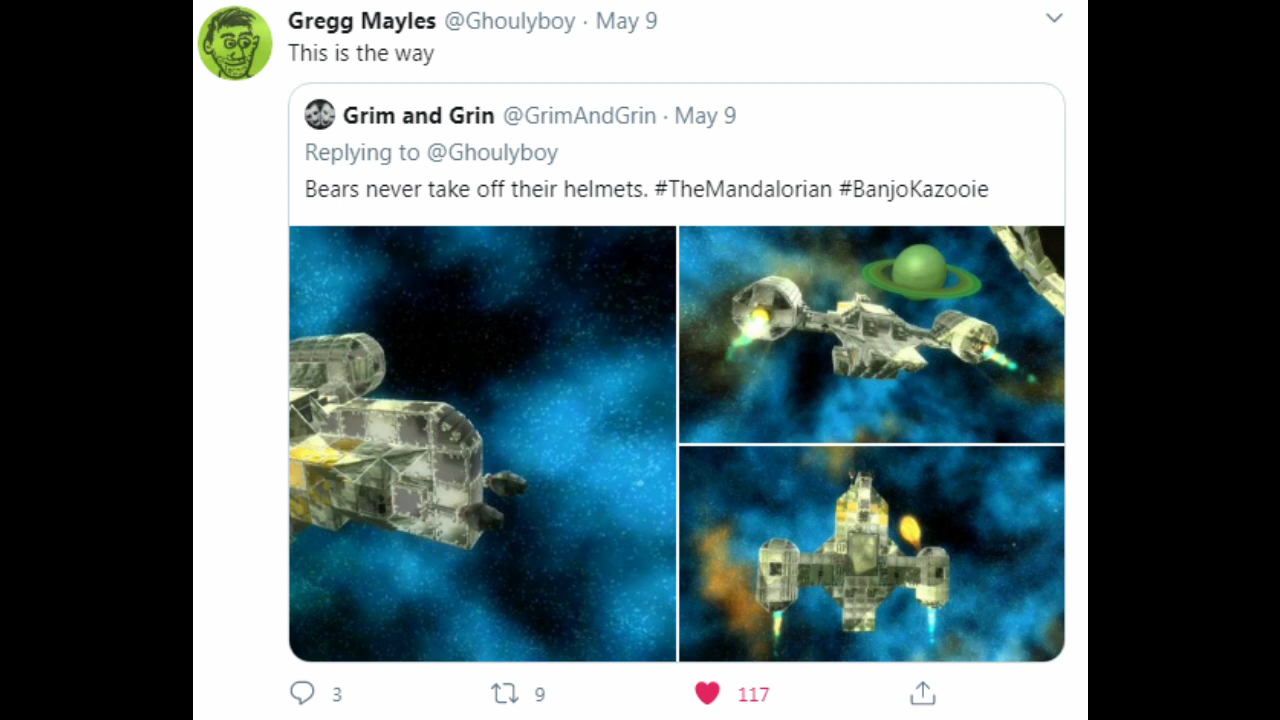 Gregg Mayles @Ghoulyboy · May 9
This is the way
Grim and Grin @GrimAndGrin · May 9
Replying to @Ghoulyboy
Bears never take off their helmets. #TheMandalorian #BanjoKazooie
3 9 117